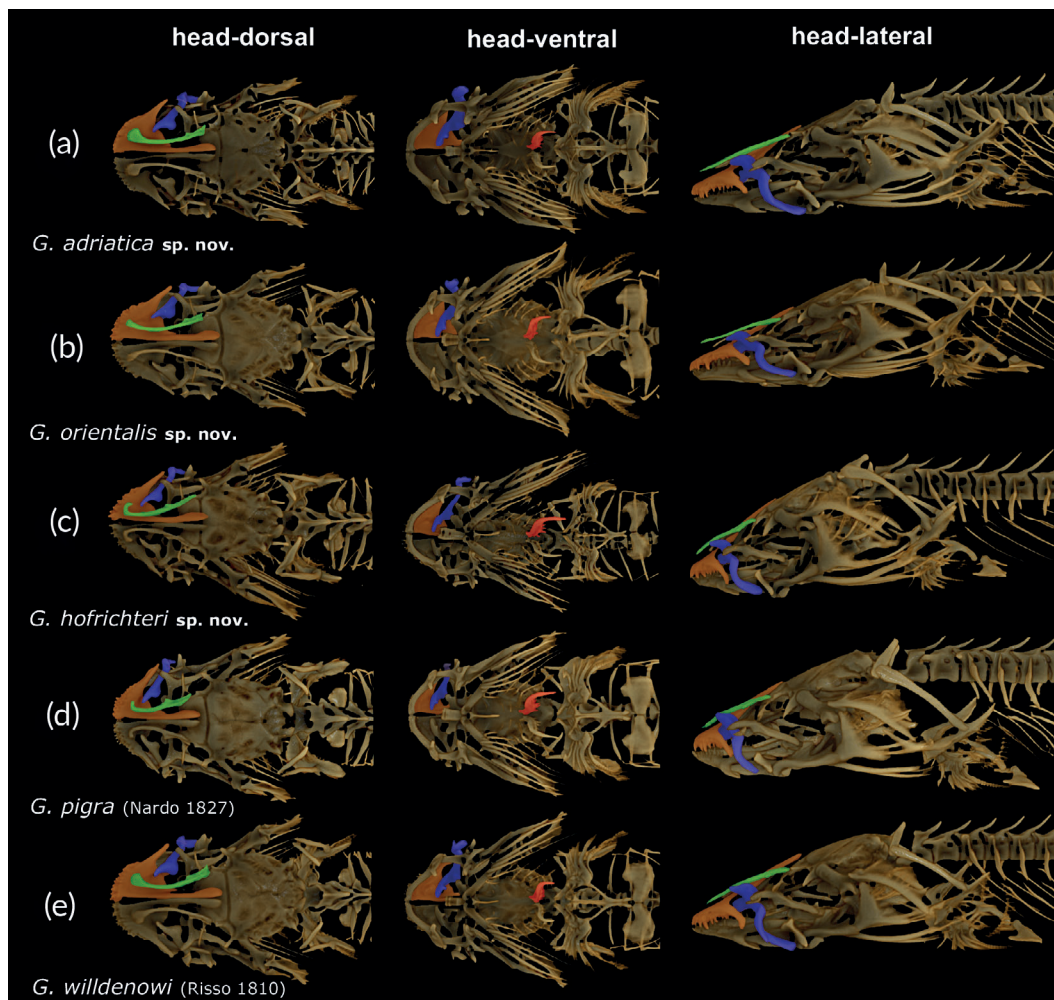 head-dorsal head-ventral head-lateral
(a)
G. adriatica sp. nov.
(b)
G. orientalis sp. nov.
(c)
G. hofrichteri sp. nov.
(d)
G. pigra (Nardo 1827)
(e)
G. willdenowi (Risso 1810)